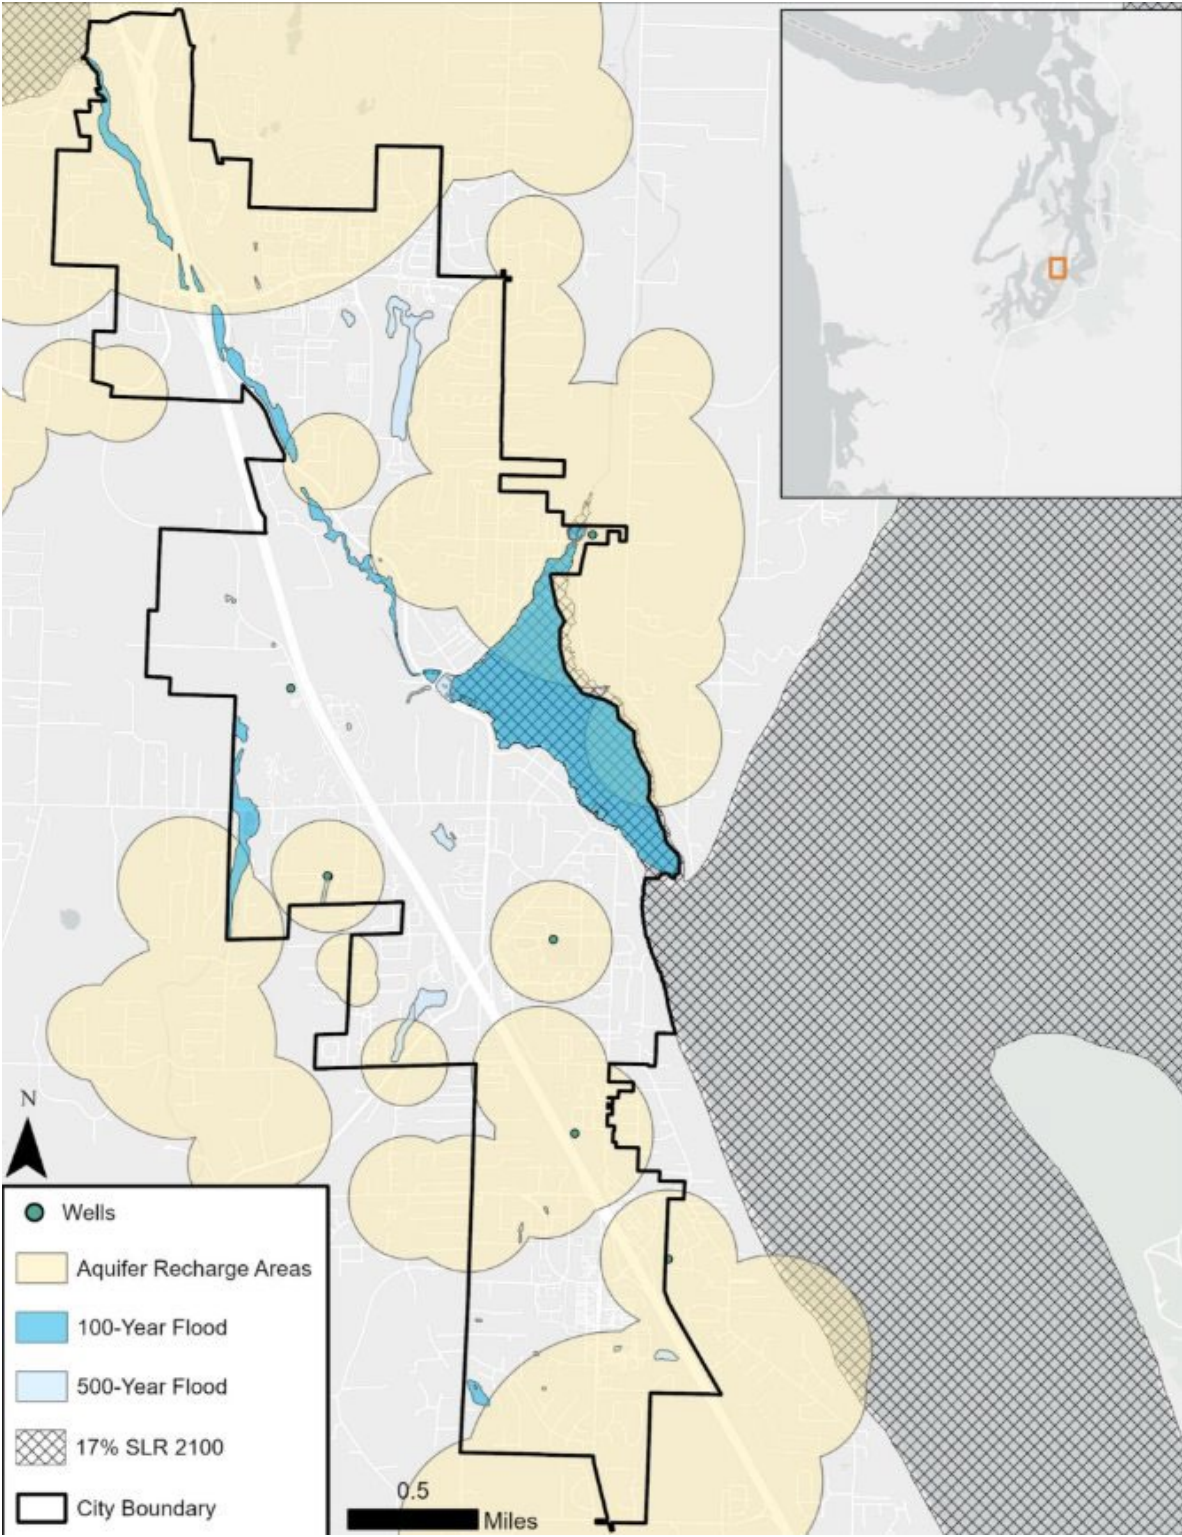 N
Wells
Aquifer Recharge Areas
100-Year Flood
500-Year Flood
17% SLR 2100
City Boundary
0.5
Miles